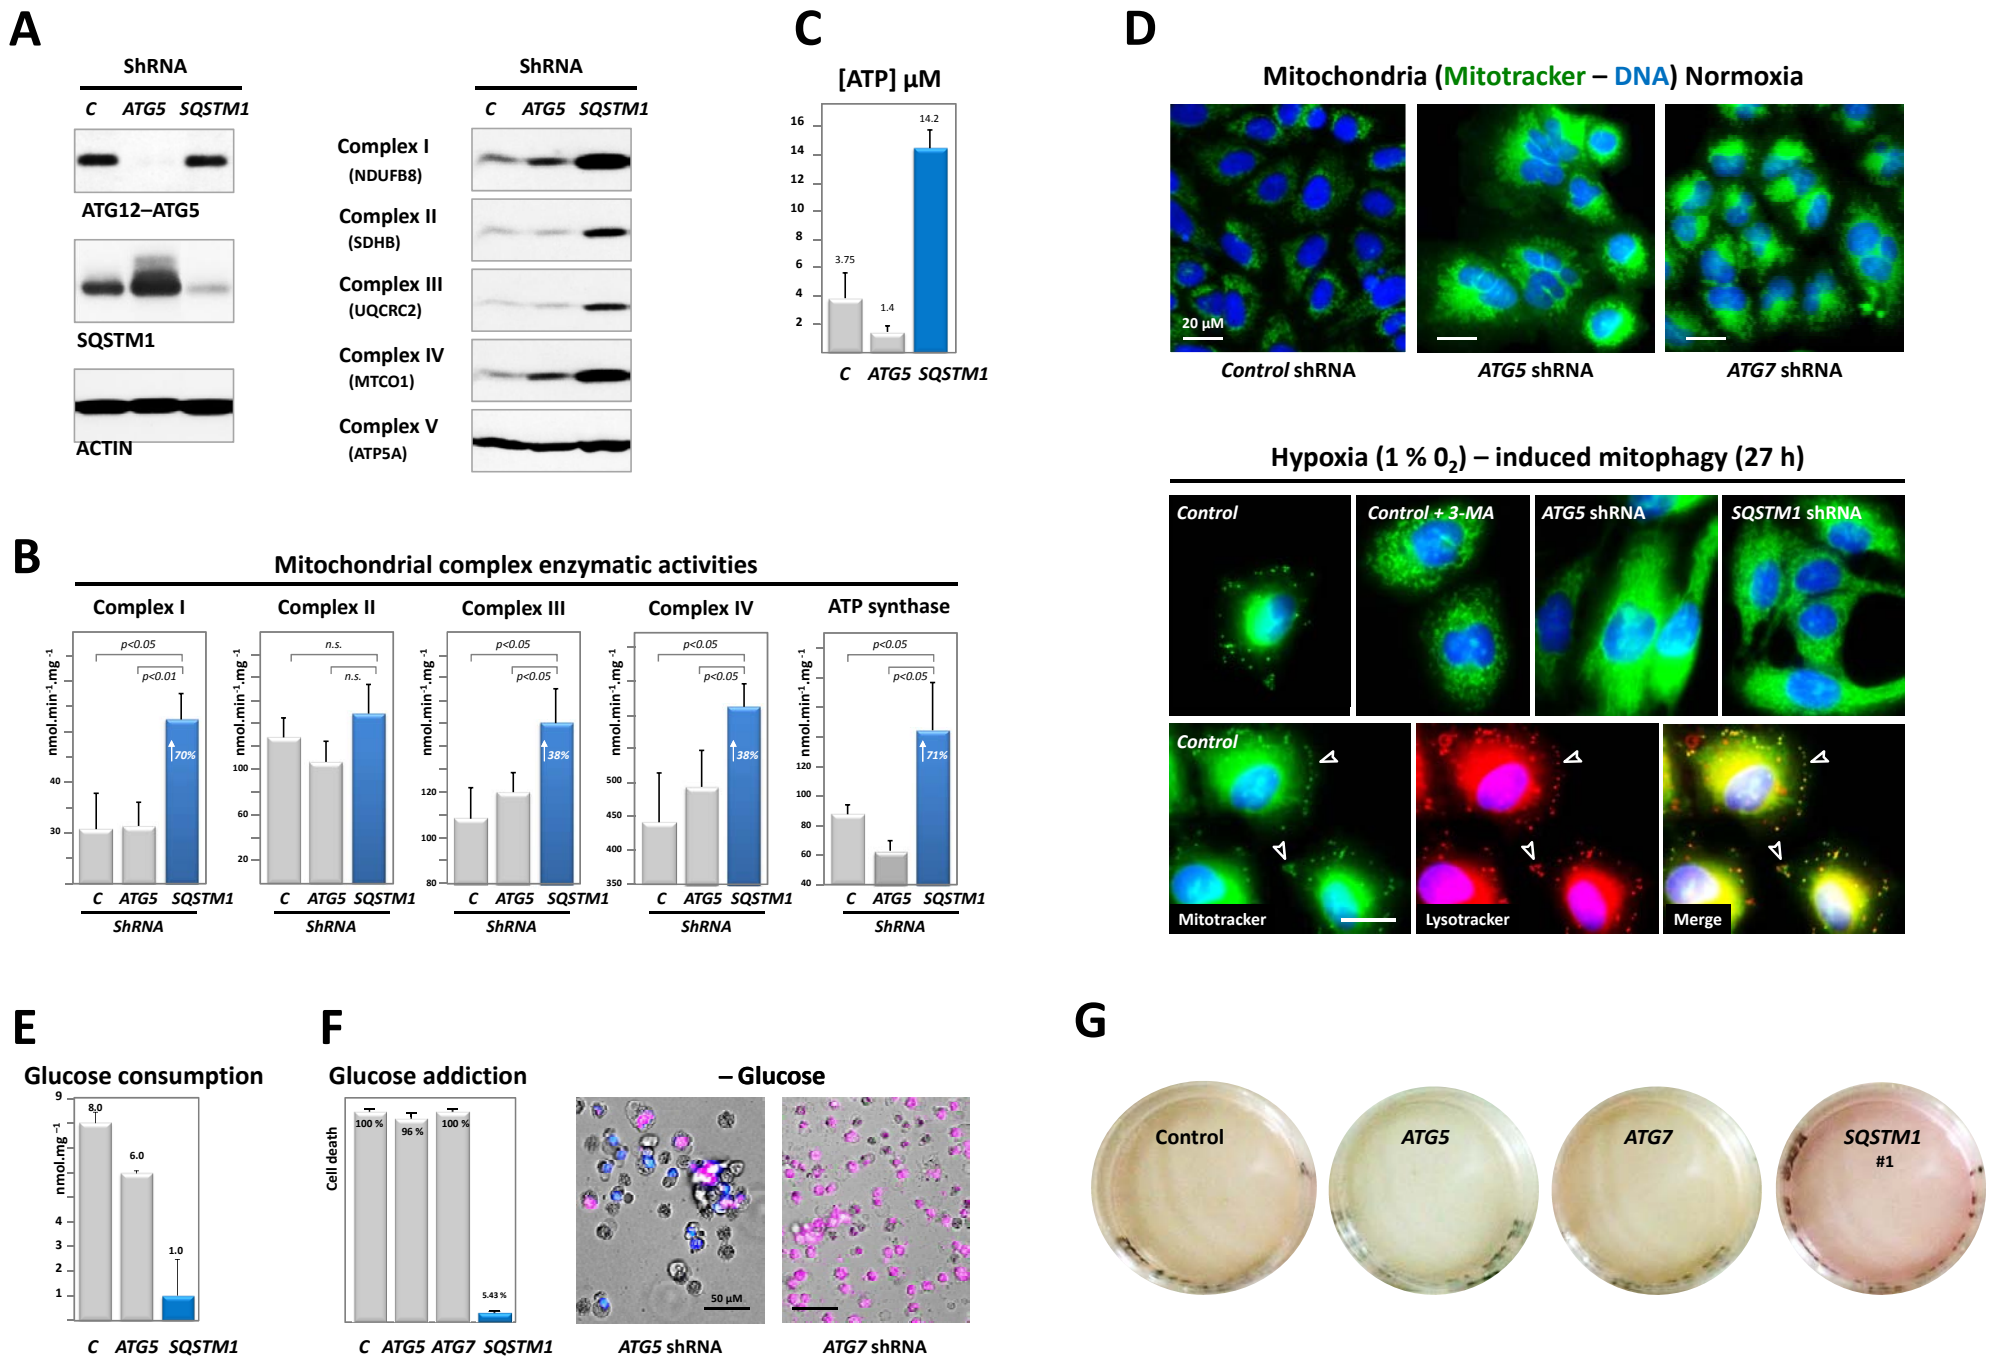 A
ShRNA
C ATG5 SQSTM1
ATG12–ATG5
SQSTM1
ACTIN
ShRNA
C ATG5 SQSTM1
Complex I
(NDUFB8)
Complex II
(SDHB)
Complex III
(UQCRC2)
Complex IV
(MTCO1)
Complex V
(ATP5A)
C
[ATP] µM
16
14
12
10
8
6
4
2
3.75
1.4
14.2
C ATG5 SQSTM1
D
Mitochondria (Mitotracker – DNA) Normoxia
20 µM
Control shRNA
ATG5 shRNA
ATG7 shRNA
Hypoxia (1 % 0₂) – induced mitophagy (27 h)
Control
Control + 3-MA
ATG5 shRNA
SQSTM1 shRNA
Control
Mitotracker
Lysotracker
Merge
B
Mitochondrial complex enzymatic activities
Complex I
nmol.min⁻¹.mg⁻¹
p<0.05
p<0.01
70%
40
30
C ATG5 SQSTM1
ShRNA
Complex II
nmol.min⁻¹.mg⁻¹
n.s.
n.s.
100
60
20
C ATG5 SQSTM1
ShRNA
Complex III
nmol.min⁻¹.mg⁻¹
p<0.05
p<0.05
38%
120
100
80
C ATG5 SQSTM1
ShRNA
Complex IV
nmol.min⁻¹.mg⁻¹
p<0.05
p<0.05
38%
500
450
400
350
C ATG5 SQSTM1
ShRNA
ATP synthase
nmol.min⁻¹.mg⁻¹
p<0.05
p<0.05
71%
120
100
80
60
40
C ATG5 SQSTM1
ShRNA
E
Glucose consumption
nmol.mg⁻¹
9
4
3
2
1
8.0
6.0
1.0
C ATG5 SQSTM1
F
Glucose addiction
Cell death
100 %
96 %
100 %
5.43 %
C ATG5 ATG7 SQSTM1
– Glucose
50 µM
ATG5 shRNA
ATG7 shRNA
G
Control
ATG5
ATG7
SQSTM1
#1